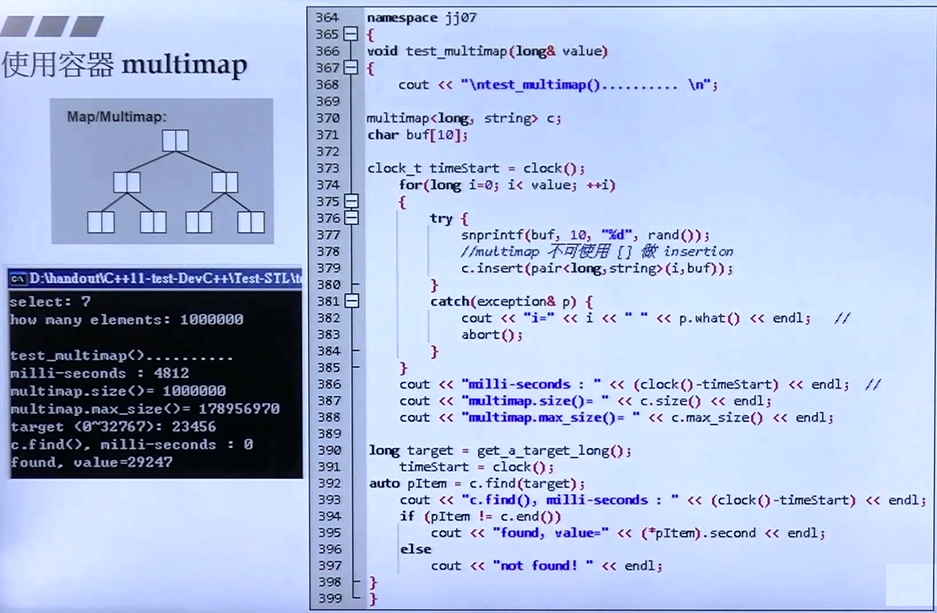 使用容器 multimap
Map/Multimap:
D:\handout\C++11-test-DevC++\Test-STL\t
select: 7
how many elements: 1000000
test_multimap()..........
milli-seconds : 4812
multimap.size()= 1000000
multimap.max_size()= 178956970
target (0~32767): 23456
c.find(), milli-seconds : 0
found, value=29247
364 namespace jj07
365 {
366 void test_multimap(long& value)
367 {
368 cout << "\ntest_multimap().......... \n";
369
370 multimap<long, string> c;
371 char buf[10];
372
373 clock_t timeStart = clock();
374 for(long i=0; i< value; ++i)
375 {
376 try {
377 snprintf(buf, 10, "%d", rand());
378 //multimap 不可使用 [] 做 insertion
379 c.insert(pair<long,string>(i,buf));
380 }
381 catch(exception& p) {
382 cout << "i=" << i << " " << p.what() << endl; //
383 abort();
384 }
385 }
386 cout << "milli-seconds : " << (clock()-timeStart) << endl; //
387 cout << "multimap.size()= " << c.size() << endl;
388 cout << "multimap.max_size()= " << c.max_size() << endl;
389
390 long target = get_a_target_long();
391 timeStart = clock();
392 auto pItem = c.find(target);
393 cout << "c.find(), milli-seconds : " << (clock()-timeStart) << endl;
394 if (pItem != c.end())
395 cout << "found, value=" << (*pItem).second << endl;
396 else
397 cout << "not found! " << endl;
398 }
399 }